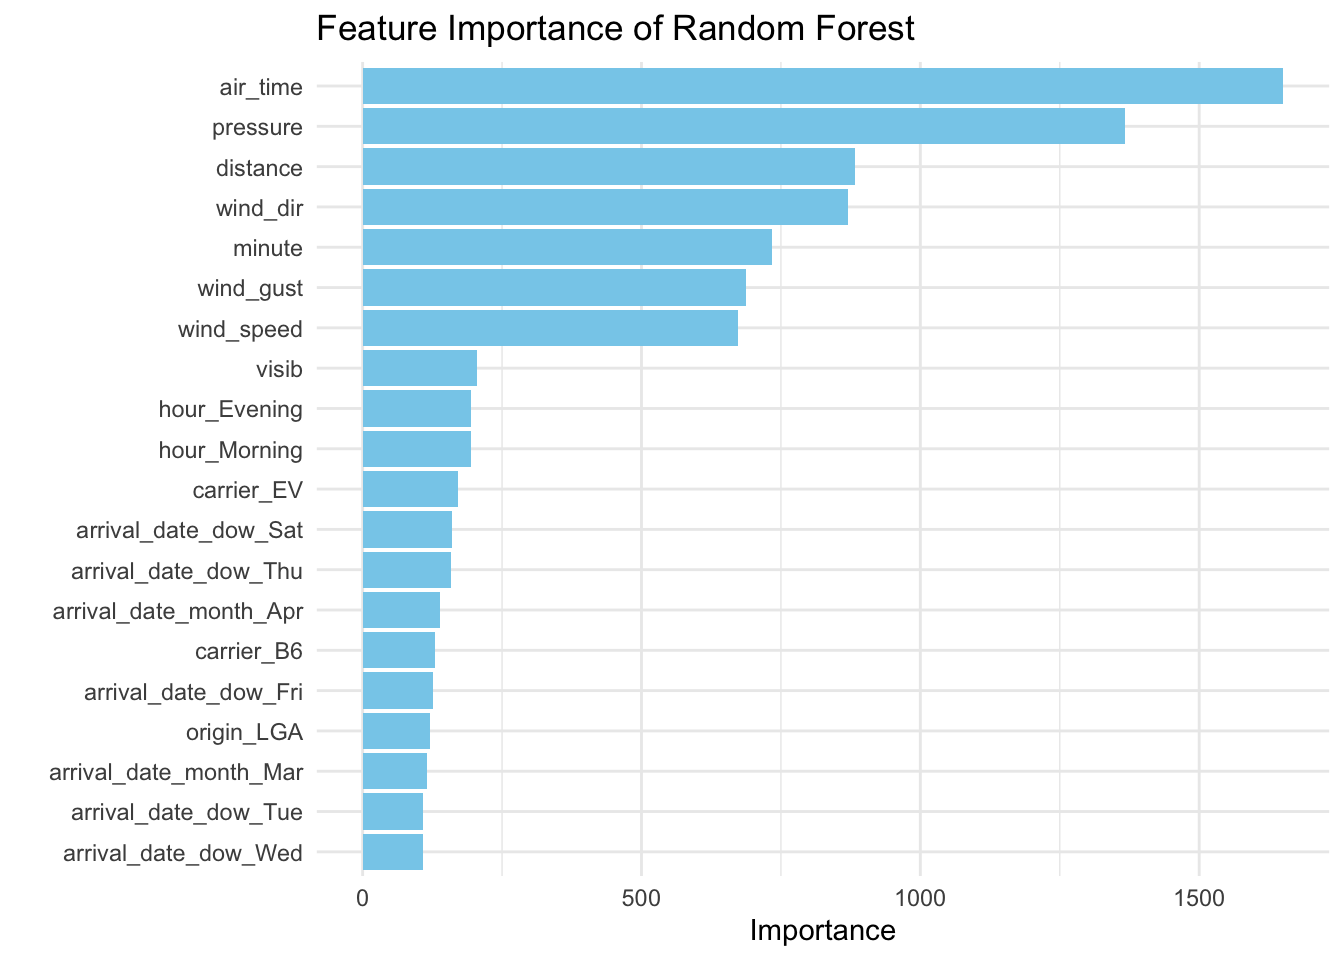 Feature Importance of Random Forest
air_time
pressure
distance
wind_dir
minute
wind_gust
wind_speed
visib
hour_Evening
hour_Morning
carrier_EV
arrival_date_dow_Sat
arrival_date_dow_Thu
arrival_date_month_Apr
carrier_B6
arrival_date_dow_Fri
origin_LGA
arrival_date_month_Mar
arrival_date_dow_Tue
arrival_date_dow_Wed
0 500 1000 1500
Importance